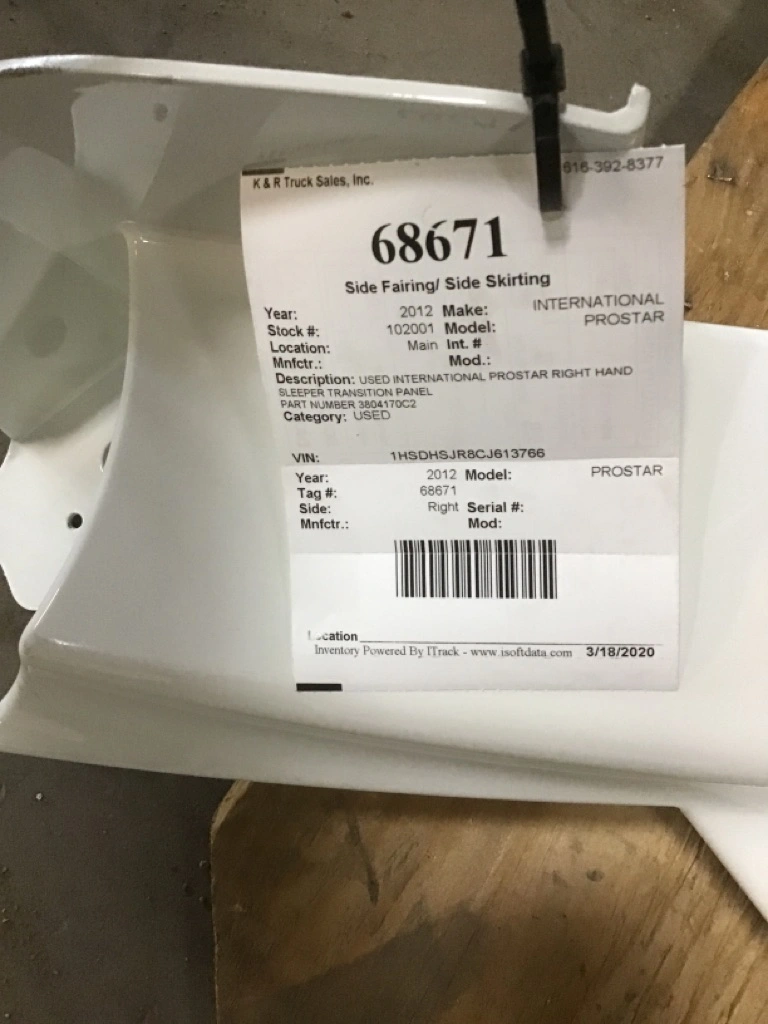 K & R Truck Sales, Inc. 616-392-8377
68671
Side Fairing/ Side Skirting
Year: 2012 Make: INTERNATIONAL
Stock #: 102001 Model: PROSTAR
Location: Main Int. #
Mnfctr.: Mod.:
Description: USED INTERNATIONAL PROSTAR RIGHT HAND
SLEEPER TRANSITION PANEL
PART NUMBER 3804170C2
Category: USED
VIN: 1HSDHSJR8CJ613766
Year: 2012 Model: PROSTAR
Tag #: 68671
Side: Right Serial #:
Mnfctr.: Mod:
Location
Inventory Powered By ITrack - www.isoftdata.com 3/18/2020